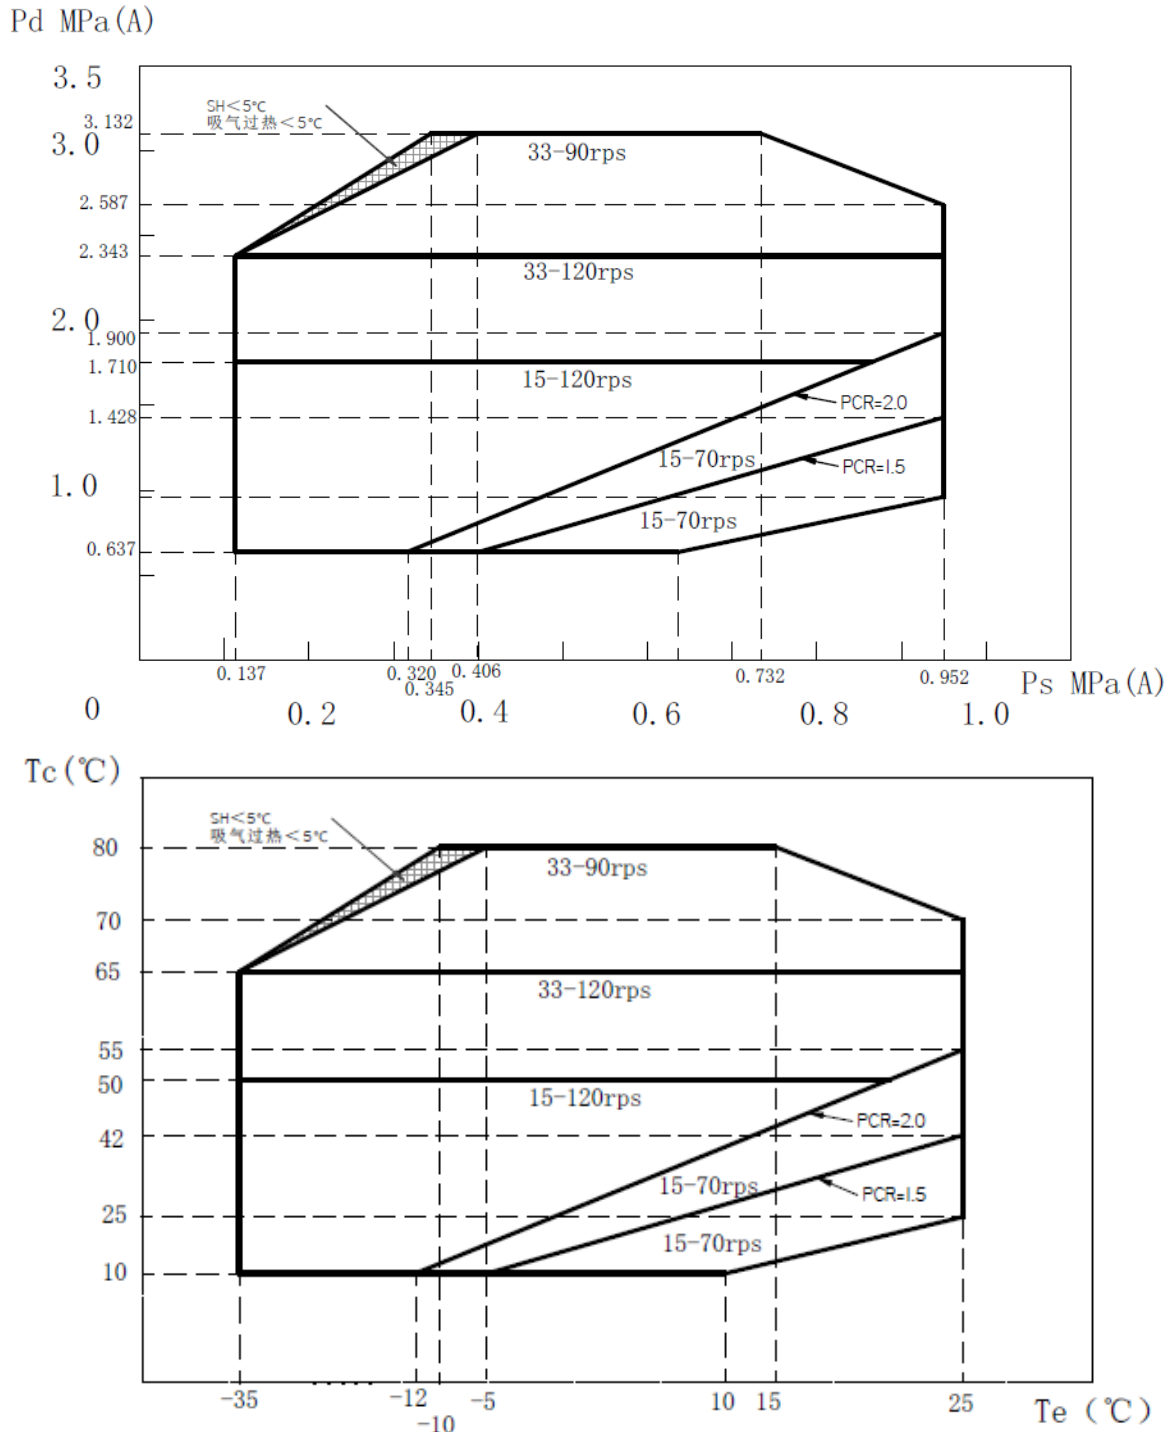 Pd MPa(A)
3.5
SH<5℃
吸气过热<5℃
3.132
3.0
33-90rps
2.587
2.343
33-120rps
2.0
1.900
1.710
15-120rps
PCR=2.0
1.428
15-70rps
PCR=1.5
1.0
15-70rps
0.637
0.137
0.320
0.345
0.406
0.732
0.952
Ps MPa(A)
0
0.2
0.4
0.6
0.8
1.0
Tc(℃)
SH<5℃
吸气过热<5℃
80
33-90rps
70
65
33-120rps
55
50
15-120rps
PCR=2.0
42
15-70rps
PCR=1.5
25
15-70rps
10
-35
-12
-10
-5
10
15
25
Te (℃)